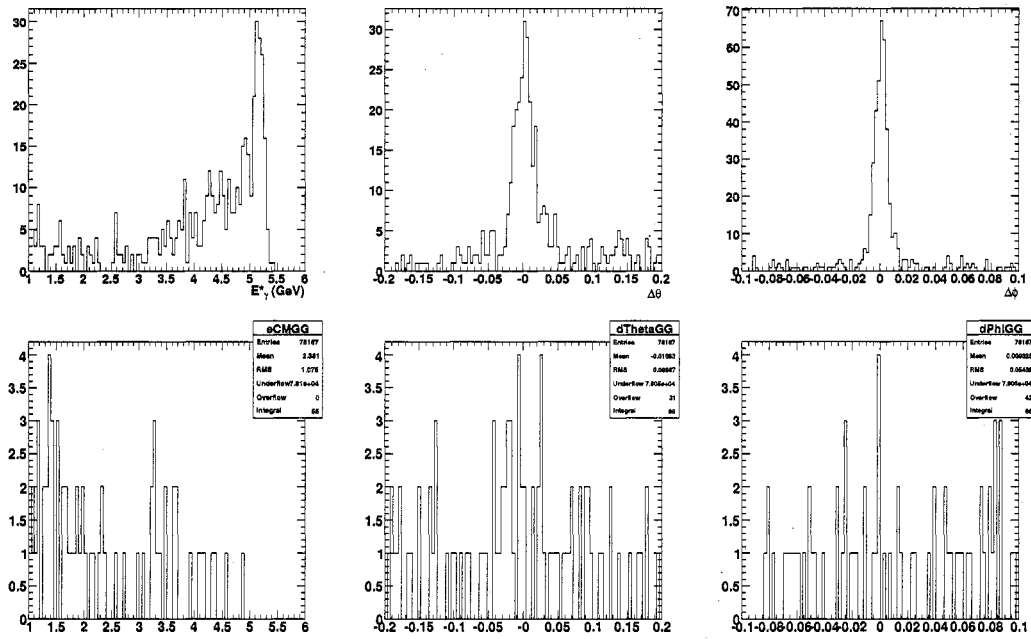 30
25
20
15
10
5
0
1 1.5 2 2.5 3 3.5 4 4.5 5 5.5 6
E*γ (GeV)
30
25
20
15
10
5
0
-0.2 -0.15 -0.1 -0.05 -0 0.05 0.1 0.15 0.2
Δθ
70
60
50
40
30
20
10
0
-0.1 -0.08 -0.06 -0.04 -0.02 0 0.02 0.04 0.06 0.08 0.1
Δϕ
eCMGG
Entries 78167
Mean 2.381
RMS 1.075
Underflow 7.81e+04
Overflow 0
Integral
4
3.5
3
2.5
2
1.5
1
0.5
0
1 1.5 2 2.5 3 3.5 4 4.5 5 5.5 6
dThetaGG
Entries 78167
Mean
RMS
Underflow
Overflow 31
Integral
4
3.5
3
2.5
2
1.5
1
0.5
0
-0.2 -0.15 -0.1 -0.05 -0 0.05 0.1 0.15 0.2
dPhiGG
Entries
Mean
RMS
Underflow
Overflow
Integral
4
3.5
3
2.5
2
1.5
1
0.5
0
-0.1 -0.08 -0.06 -0.04 -0.02 0 0.02 0.04 0.06 0.08 0.1